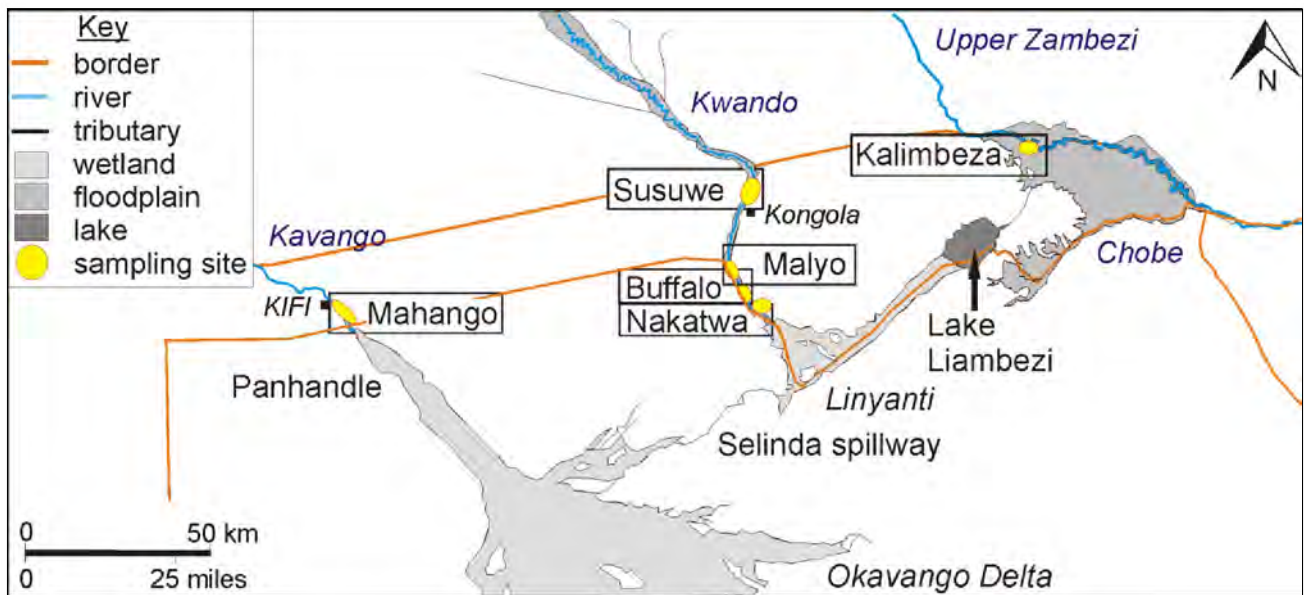 Key
border
river
tributary
wetland
floodplain
lake
sampling site
Upper Zambezi
N
Kwando
Kalimbeza
Susuwe
Kongola
Kavango
Chobe
Malyo
Buffalo
Nakatwa
KIFI
Mahango
Lake
Liambezi
Panhandle
Linyanti
Selinda spillway
0 50 km
0 25 miles
Okavango Delta